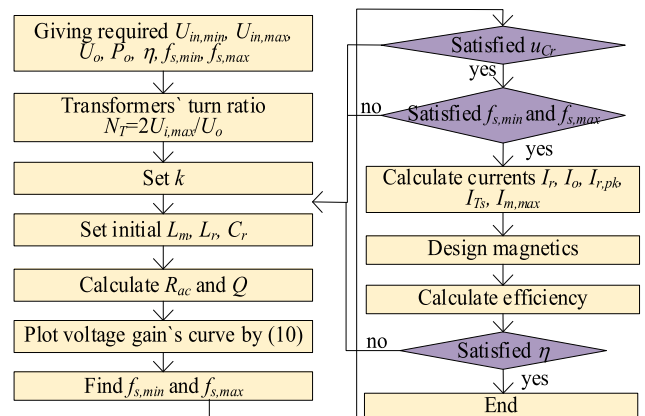 Giving required U_in,min, U_in,max,
U_o, P_o, η, f_s,min, f_s,max
Transformers` turn ratio
N_T=2U_i,max/U_o
Set k
Set initial L_m, L_r, C_r
Calculate R_ac and Q
Plot voltage gain`s curve by (10)
Find f_s,min and f_s,max
Satisfied u_Cr
yes
no
Satisfied f_s,min and f_s,max
yes
Calculate currents I_r, I_o, I_r,pk,
I_Ts, I_m,max
Design magnetics
Calculate efficiency
no
Satisfied η
yes
End